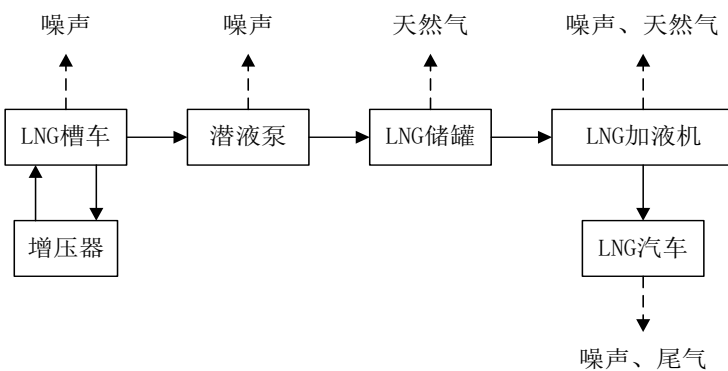 噪声
噪声
天然气
噪声、天然气
LNG槽车
潜液泵
LNG储罐
LNG加液机
增压器
LNG汽车
噪声、尾气